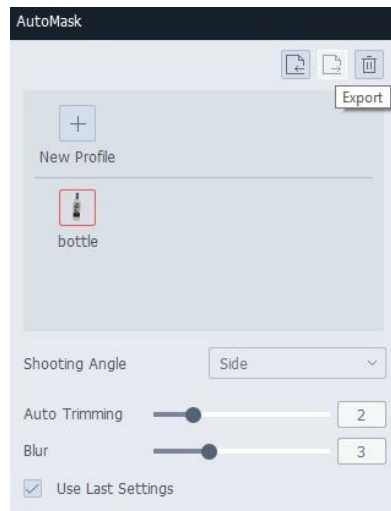 AutoMask
Export
New Profile
bottle
Shooting Angle Side
Auto Trimming 2
Blur 3
Use Last Settings